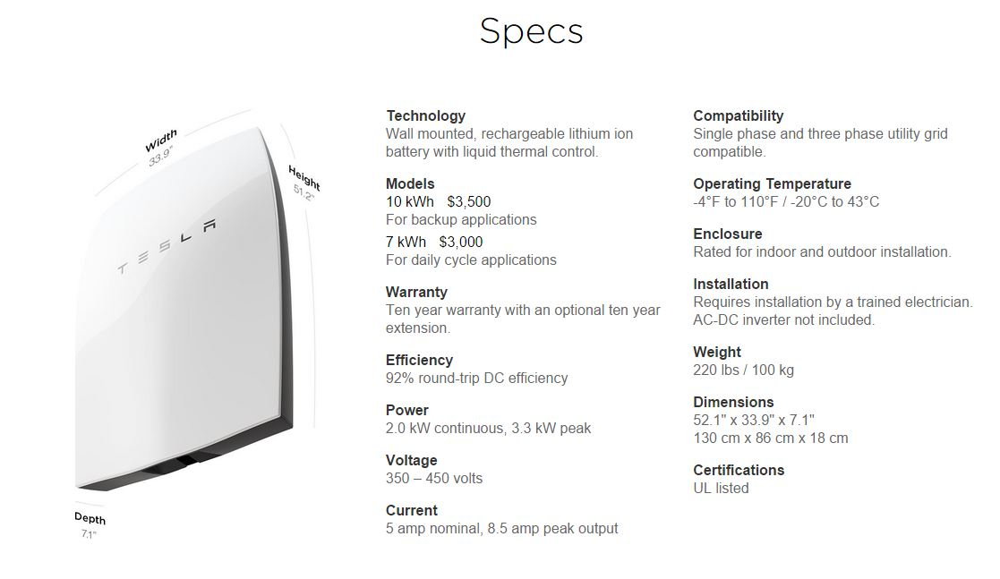 Specs
Width
33.9"
Height
51.2"
TESLA
Depth
7.1"
Technology
Wall mounted, rechargeable lithium ion
battery with liquid thermal control.
Models
10 kWh $3,500
For backup applications
7 kWh $3,000
For daily cycle applications
Warranty
Ten year warranty with an optional ten year
extension.
Efficiency
92% round-trip DC efficiency
Power
2.0 kW continuous, 3.3 kW peak
Voltage
350 – 450 volts
Current
5 amp nominal, 8.5 amp peak output
Compatibility
Single phase and three phase utility grid
compatible.
Operating Temperature
-4°F to 110°F / -20°C to 43°C
Enclosure
Rated for indoor and outdoor installation.
Installation
Requires installation by a trained electrician.
AC-DC inverter not included.
Weight
220 lbs / 100 kg
Dimensions
52.1" x 33.9" x 7.1"
130 cm x 86 cm x 18 cm
Certifications
UL listed